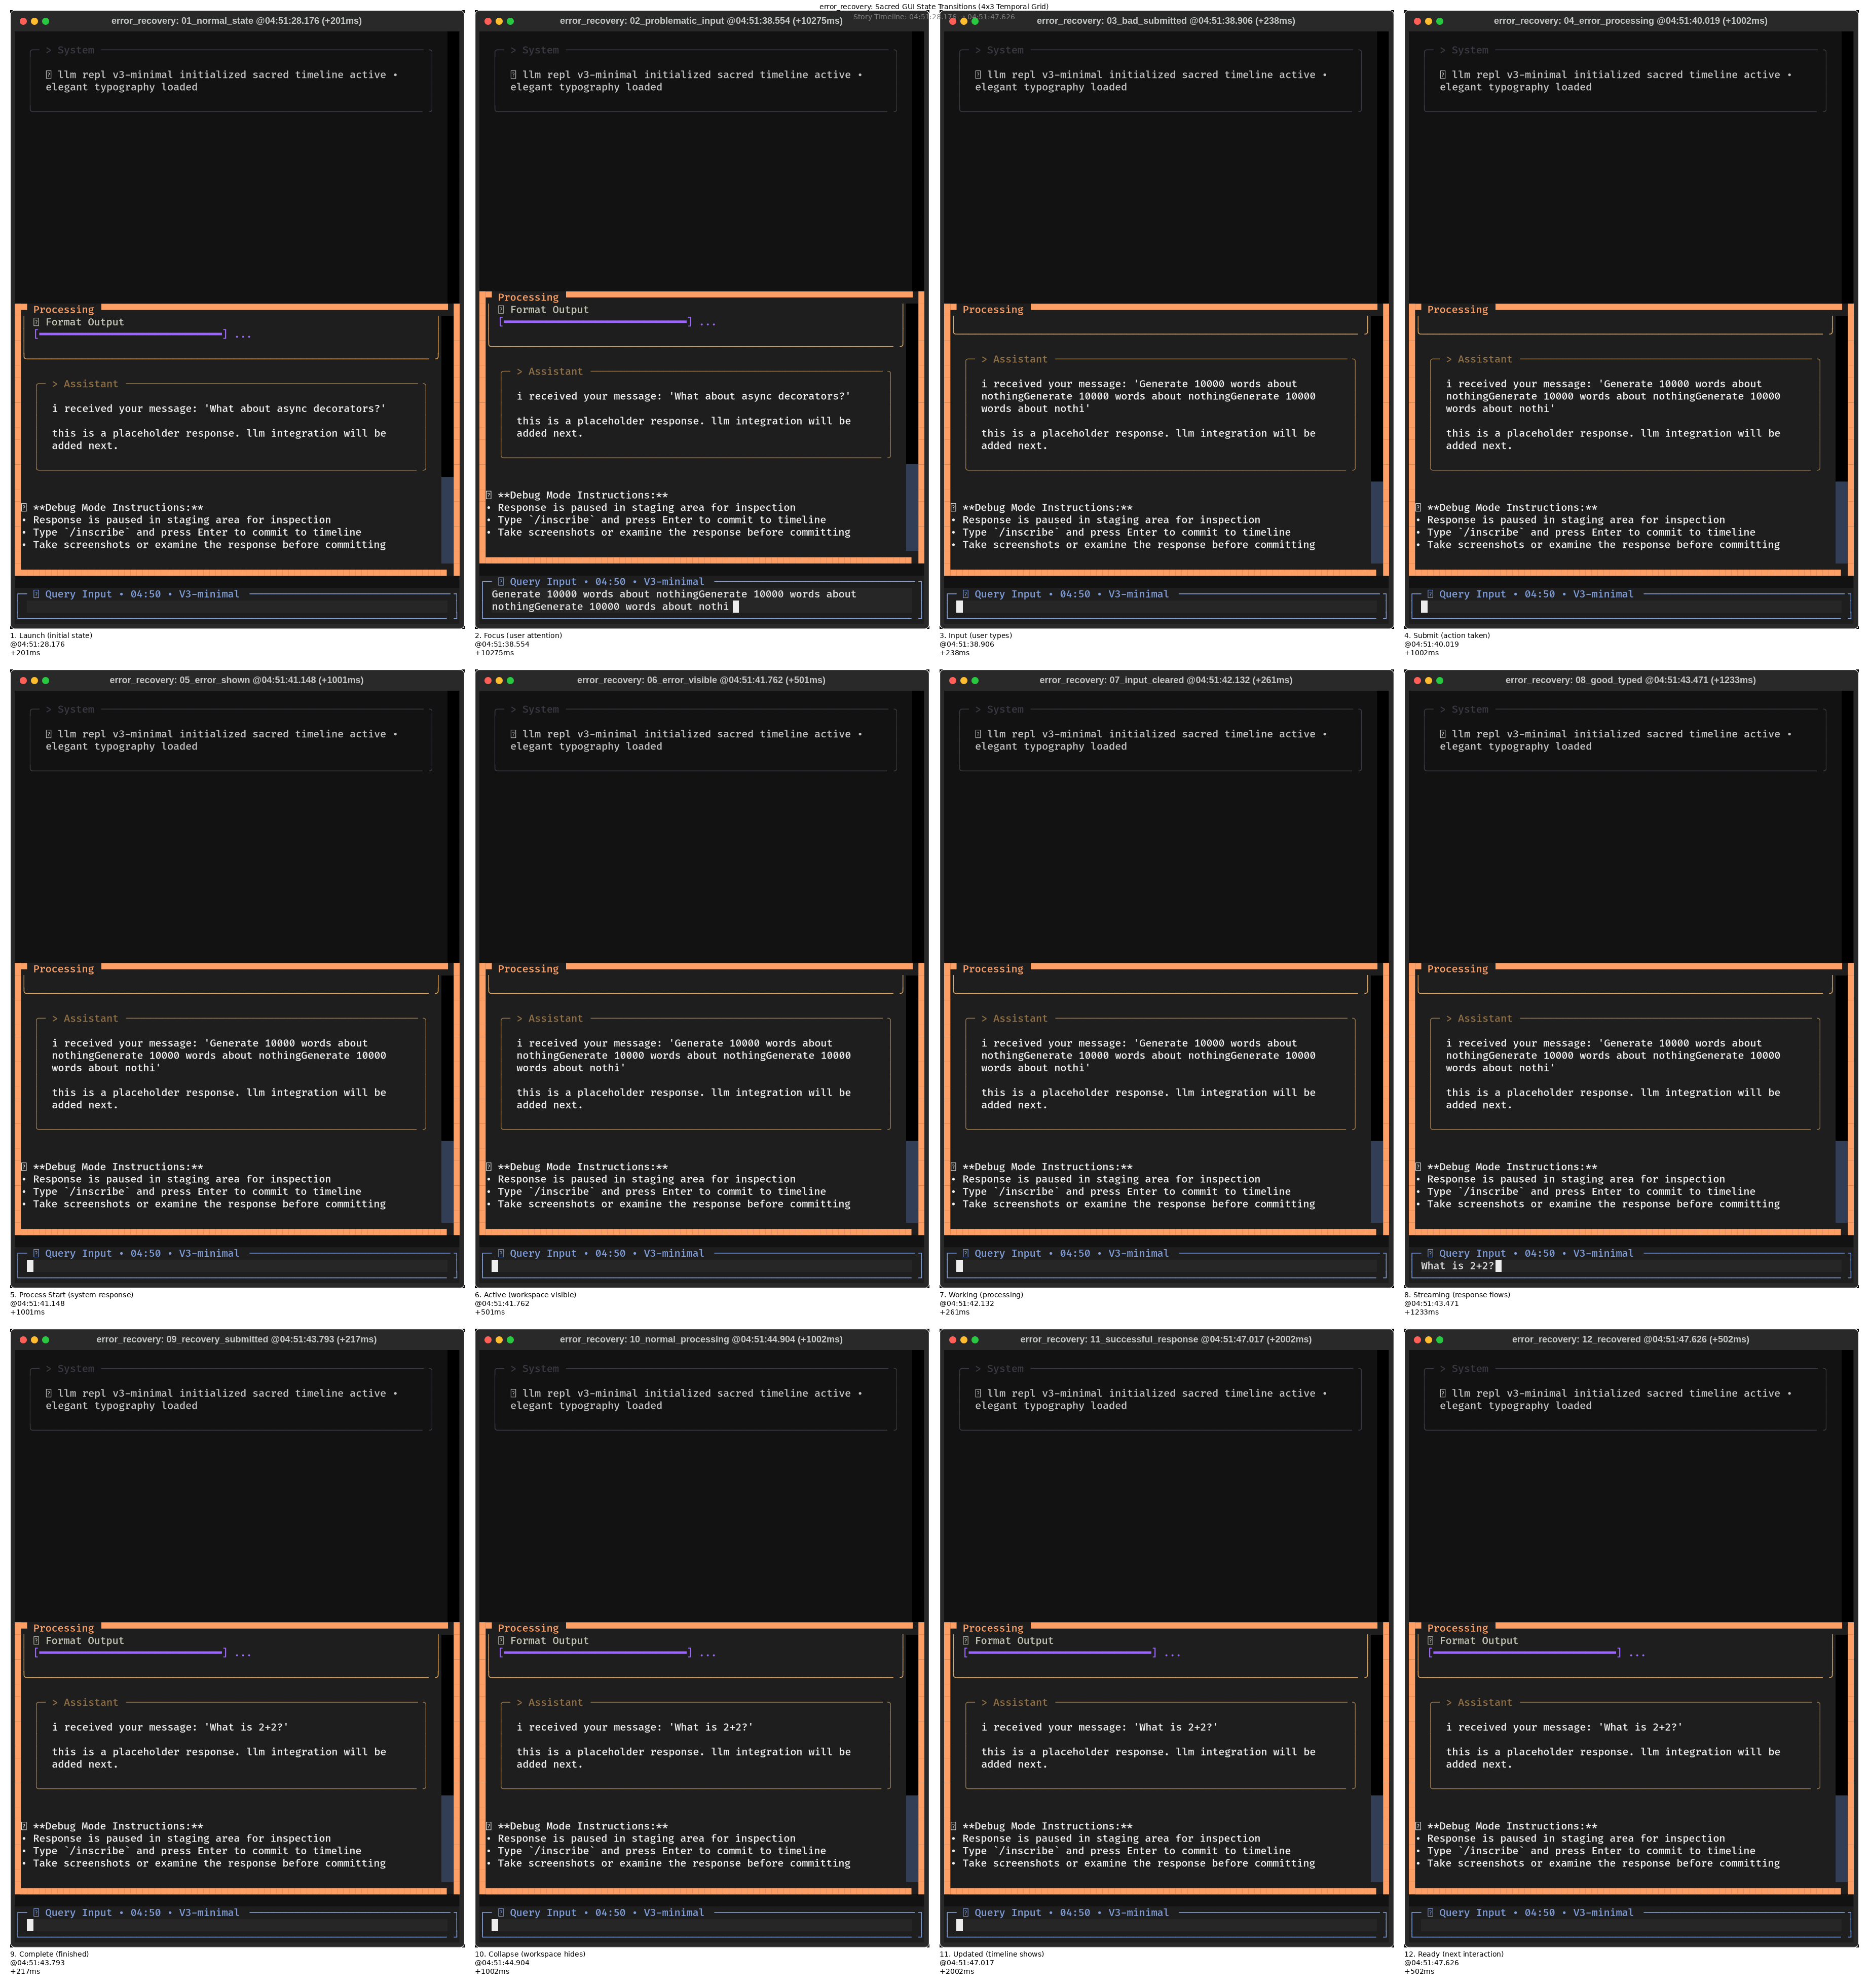 error_recovery: Sacred GUI State Transitions (4x3 Temporal Grid)
Story Timeline: 04:51:28.176 → 04:51:47.626
error_recovery: 01_normal_state @04:51:28.176 (+201ms)
> System
llm repl v3-minimal initialized sacred timeline active •
elegant typography loaded
Processing
Format Output
[━━━━━━━━━━━━━━━━━━━━━━━━━━━━━━] ...
> Assistant
i received your message: 'What about async decorators?'
this is a placeholder response. llm integration will be
added next.
**Debug Mode Instructions:**
• Response is paused in staging area for inspection
• Type `/inscribe` and press Enter to commit to timeline
• Take screenshots or examine the response before committing
Query Input • 04:50 • V3-minimal
1. Launch (initial state)
@04:51:28.176
+201ms
error_recovery: 02_problematic_input @04:51:38.554 (+10275ms)
> System
llm repl v3-minimal initialized sacred timeline active •
elegant typography loaded
Processing
Format Output
[━━━━━━━━━━━━━━━━━━━━━━━━━━━━━━] ...
> Assistant
i received your message: 'What about async decorators?'
this is a placeholder response. llm integration will be
added next.
**Debug Mode Instructions:**
• Response is paused in staging area for inspection
• Type `/inscribe` and press Enter to commit to timeline
• Take screenshots or examine the response before committing
Query Input • 04:50 • V3-minimal
Generate 10000 words about nothingGenerate 10000 words about
nothingGenerate 10000 words about nothi
2. Focus (user attention)
@04:51:38.554
+10275ms
error_recovery: 03_bad_submitted @04:51:38.906 (+238ms)
> System
llm repl v3-minimal initialized sacred timeline active •
elegant typography loaded
Processing
> Assistant
i received your message: 'Generate 10000 words about
nothingGenerate 10000 words about nothingGenerate 10000
words about nothi'
this is a placeholder response. llm integration will be
added next.
**Debug Mode Instructions:**
• Response is paused in staging area for inspection
• Type `/inscribe` and press Enter to commit to timeline
• Take screenshots or examine the response before committing
Query Input • 04:50 • V3-minimal
3. Input (user types)
@04:51:38.906
+238ms
error_recovery: 04_error_processing @04:51:40.019 (+1002ms)
> System
llm repl v3-minimal initialized sacred timeline active •
elegant typography loaded
Processing
> Assistant
i received your message: 'Generate 10000 words about
nothingGenerate 10000 words about nothingGenerate 10000
words about nothi'
this is a placeholder response. llm integration will be
added next.
**Debug Mode Instructions:**
• Response is paused in staging area for inspection
• Type `/inscribe` and press Enter to commit to timeline
• Take screenshots or examine the response before committing
Query Input • 04:50 • V3-minimal
4. Submit (action taken)
@04:51:40.019
+1002ms
error_recovery: 05_error_shown @04:51:41.148 (+1001ms)
> System
llm repl v3-minimal initialized sacred timeline active •
elegant typography loaded
Processing
> Assistant
i received your message: 'Generate 10000 words about
nothingGenerate 10000 words about nothingGenerate 10000
words about nothi'
this is a placeholder response. llm integration will be
added next.
**Debug Mode Instructions:**
• Response is paused in staging area for inspection
• Type `/inscribe` and press Enter to commit to timeline
• Take screenshots or examine the response before committing
Query Input • 04:50 • V3-minimal
5. Process Start (system response)
@04:51:41.148
+1001ms
error_recovery: 06_error_visible @04:51:41.762 (+501ms)
> System
llm repl v3-minimal initialized sacred timeline active •
elegant typography loaded
Processing
> Assistant
i received your message: 'Generate 10000 words about
nothingGenerate 10000 words about nothingGenerate 10000
words about nothi'
this is a placeholder response. llm integration will be
added next.
**Debug Mode Instructions:**
• Response is paused in staging area for inspection
• Type `/inscribe` and press Enter to commit to timeline
• Take screenshots or examine the response before committing
Query Input • 04:50 • V3-minimal
6. Active (workspace visible)
@04:51:41.762
+501ms
error_recovery: 07_input_cleared @04:51:42.132 (+261ms)
> System
llm repl v3-minimal initialized sacred timeline active •
elegant typography loaded
Processing
> Assistant
i received your message: 'Generate 10000 words about
nothingGenerate 10000 words about nothingGenerate 10000
words about nothi'
this is a placeholder response. llm integration will be
added next.
**Debug Mode Instructions:**
• Response is paused in staging area for inspection
• Type `/inscribe` and press Enter to commit to timeline
• Take screenshots or examine the response before committing
Query Input • 04:50 • V3-minimal
7. Working (processing)
@04:51:42.132
+261ms
error_recovery: 08_good_typed @04:51:43.471 (+1233ms)
> System
llm repl v3-minimal initialized sacred timeline active •
elegant typography loaded
Processing
> Assistant
i received your message: 'Generate 10000 words about
nothingGenerate 10000 words about nothingGenerate 10000
words about nothi'
this is a placeholder response. llm integration will be
added next.
**Debug Mode Instructions:**
• Response is paused in staging area for inspection
• Type `/inscribe` and press Enter to commit to timeline
• Take screenshots or examine the response before committing
Query Input • 04:50 • V3-minimal
What is 2+2?
8. Streaming (response flows)
@04:51:43.471
+1233ms
error_recovery: 09_recovery_submitted @04:51:43.793 (+217ms)
> System
llm repl v3-minimal initialized sacred timeline active •
elegant typography loaded
Processing
Format Output
[━━━━━━━━━━━━━━━━━━━━━━━━━━━━━━] ...
> Assistant
i received your message: 'What is 2+2?'
this is a placeholder response. llm integration will be
added next.
**Debug Mode Instructions:**
• Response is paused in staging area for inspection
• Type `/inscribe` and press Enter to commit to timeline
• Take screenshots or examine the response before committing
Query Input • 04:50 • V3-minimal
9. Complete (finished)
@04:51:43.793
+217ms
error_recovery: 10_normal_processing @04:51:44.904 (+1002ms)
> System
llm repl v3-minimal initialized sacred timeline active •
elegant typography loaded
Processing
Format Output
[━━━━━━━━━━━━━━━━━━━━━━━━━━━━━━] ...
> Assistant
i received your message: 'What is 2+2?'
this is a placeholder response. llm integration will be
added next.
**Debug Mode Instructions:**
• Response is paused in staging area for inspection
• Type `/inscribe` and press Enter to commit to timeline
• Take screenshots or examine the response before committing
Query Input • 04:50 • V3-minimal
10. Collapse (workspace hides)
@04:51:44.904
+1002ms
error_recovery: 11_successful_response @04:51:47.017 (+2002ms)
> System
llm repl v3-minimal initialized sacred timeline active •
elegant typography loaded
Processing
Format Output
[━━━━━━━━━━━━━━━━━━━━━━━━━━━━━━] ...
> Assistant
i received your message: 'What is 2+2?'
this is a placeholder response. llm integration will be
added next.
**Debug Mode Instructions:**
• Response is paused in staging area for inspection
• Type `/inscribe` and press Enter to commit to timeline
• Take screenshots or examine the response before committing
Query Input • 04:50 • V3-minimal
11. Updated (timeline shows)
@04:51:47.017
+2002ms
error_recovery: 12_recovered @04:51:47.626 (+502ms)
> System
llm repl v3-minimal initialized sacred timeline active •
elegant typography loaded
Processing
Format Output
[━━━━━━━━━━━━━━━━━━━━━━━━━━━━━━] ...
> Assistant
i received your message: 'What is 2+2?'
this is a placeholder response. llm integration will be
added next.
**Debug Mode Instructions:**
• Response is paused in staging area for inspection
• Type `/inscribe` and press Enter to commit to timeline
• Take screenshots or examine the response before committing
Query Input • 04:50 • V3-minimal
12. Ready (next interaction)
@04:51:47.626
+502ms